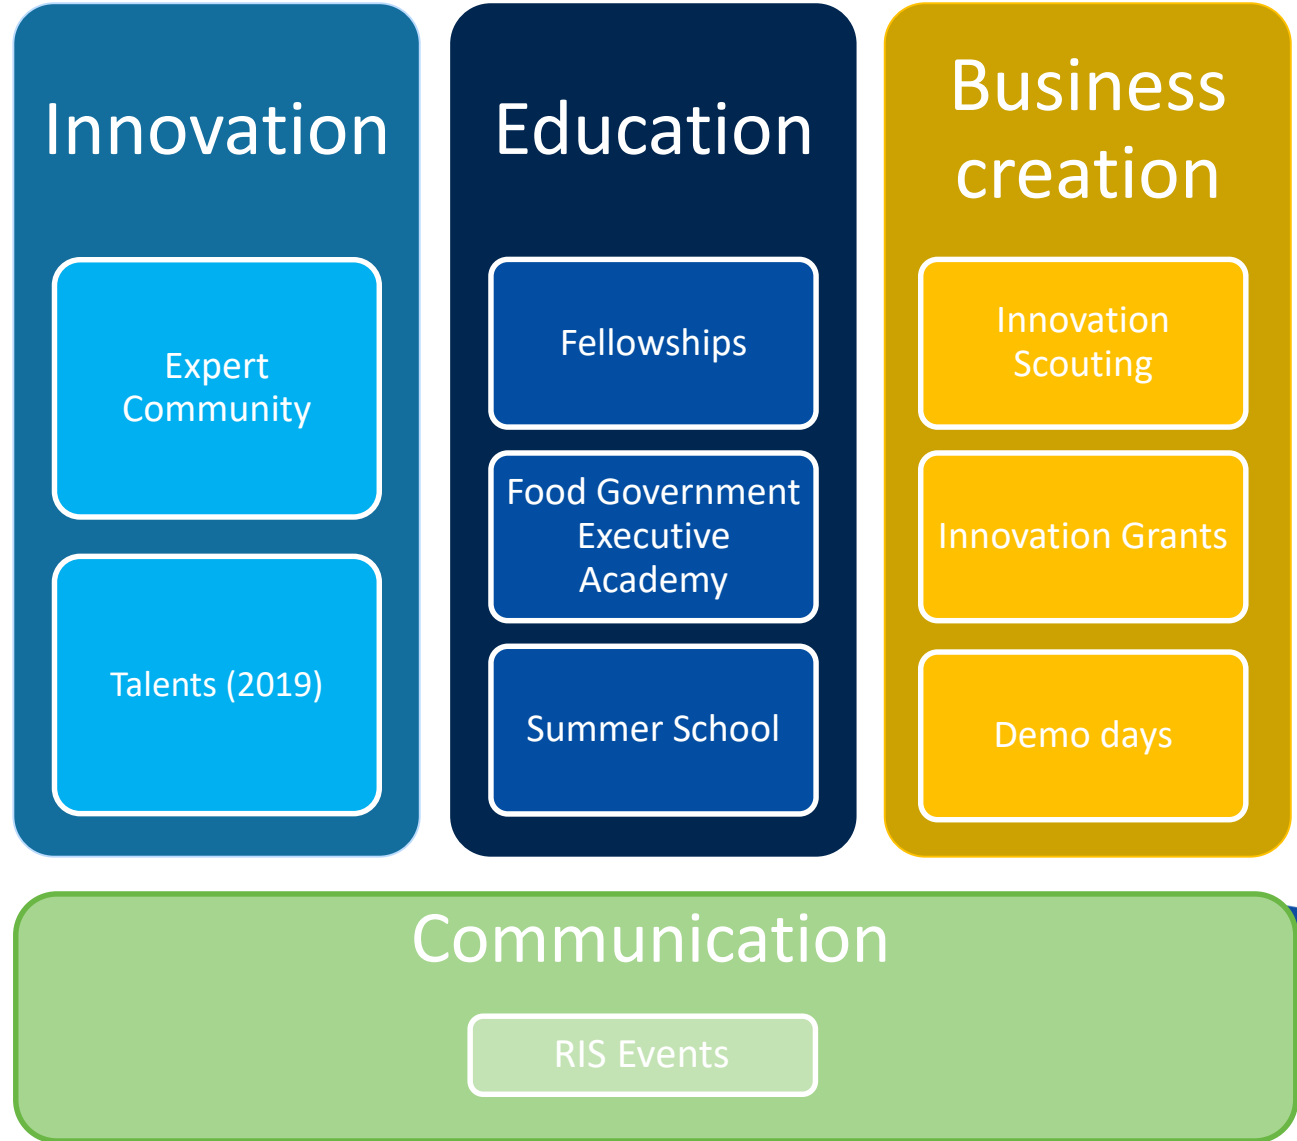 Innovation
Expert
Community
Talents (2019)
Education
Fellowships
Food Government
Executive
Academy
Summer School
Business
creation
Innovation
Scouting
Innovation Grants
Demo days
Communication
RIS Events